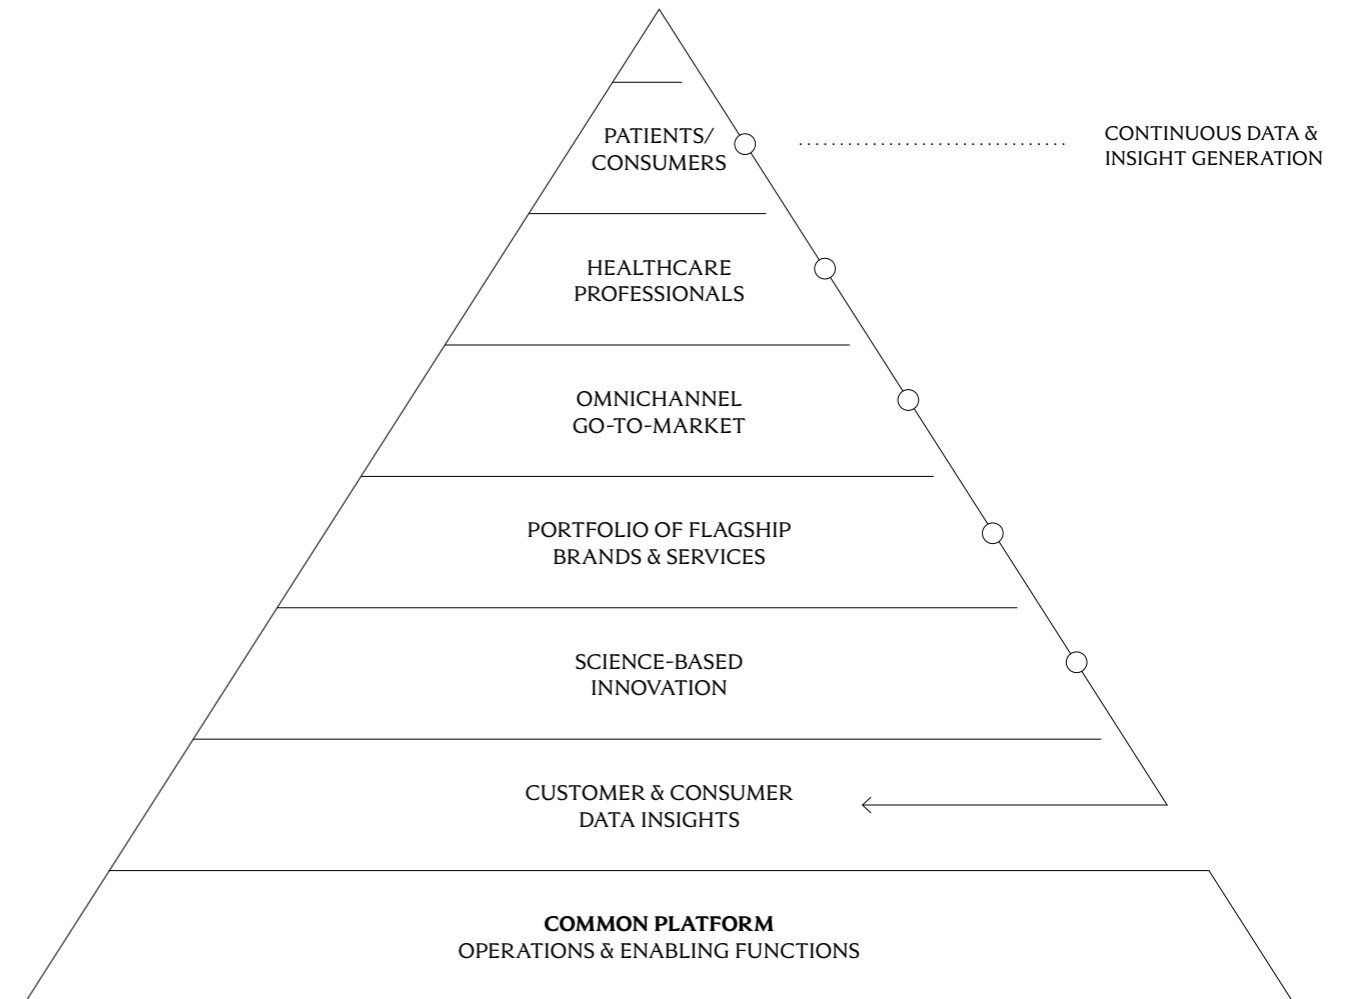 PATIENTS/
CONSUMERS
CONTINUOUS DATA &
INSIGHT GENERATION
HEALTHCARE
PROFESSIONALS
OMNICHANNEL
GO-TO-MARKET
PORTFOLIO OF FLAGSHIP
BRANDS & SERVICES
SCIENCE-BASED
INNOVATION
CUSTOMER & CONSUMER
DATA INSIGHTS
COMMON PLATFORM
OPERATIONS & ENABLING FUNCTIONS